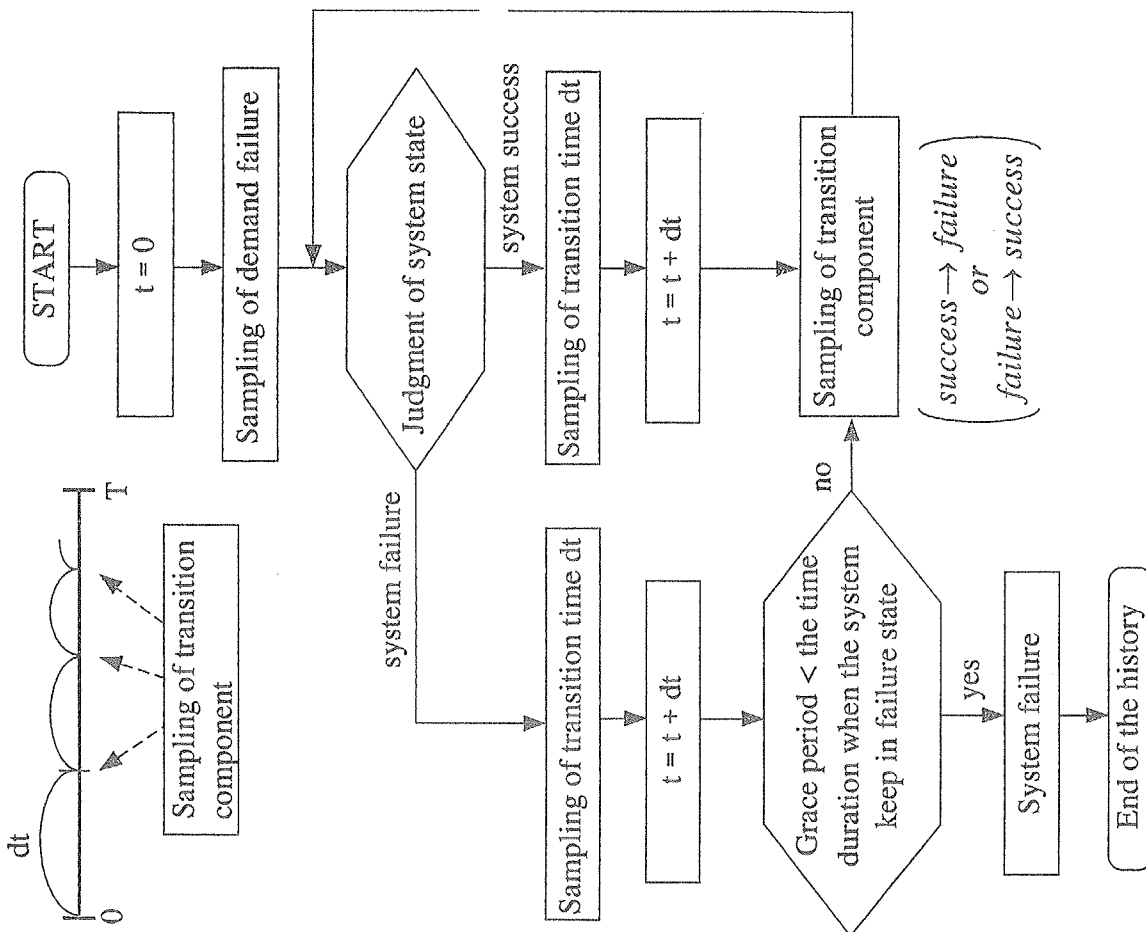 START
t = 0
Sampling of demand failure
Judgment of system state
system success
Sampling of transition time dt
t = t + dt
Sampling of transition
component
success → failure
or
failure → success
system failure
Sampling of transition time dt
t = t + dt
Grace period < the time
duration when the system
keep in failure state
no
yes
System failure
End of the history
dt
0
T
Sampling of transition
component